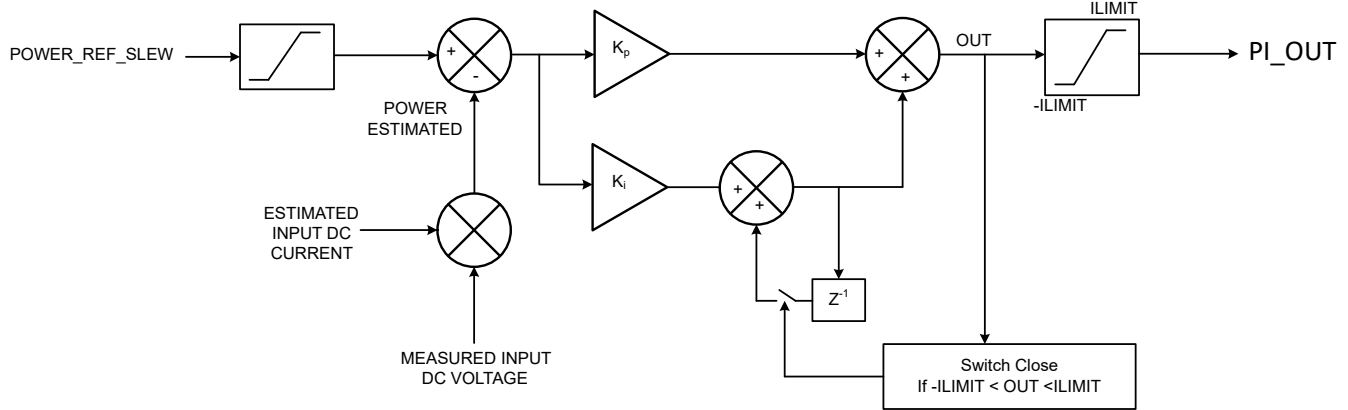 ILIMIT
POWER_REF_SLEW
+
-
Kp
+
+
OUT
-ILIMIT
PI_OUT
POWER
ESTIMATED
Ki
+
+
ESTIMATED
INPUT DC
CURRENT
Z-1
MEASURED INPUT
DC VOLTAGE
Switch Close
If -ILIMIT < OUT <ILIMIT